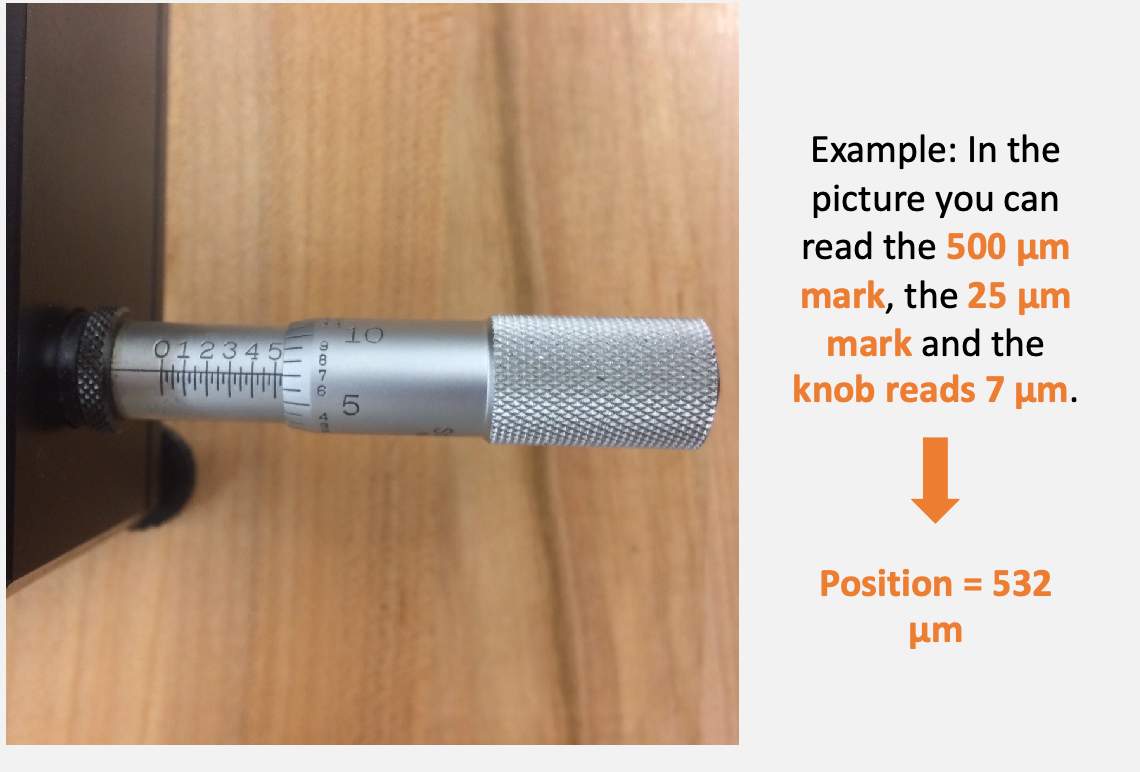 0 1 2 3 4 5
10
9
8
7
6
5
4
Example: In the
picture you can
read the 500 µm
mark, the 25 µm
mark and the
knob reads 7 µm.
Position = 532
µm